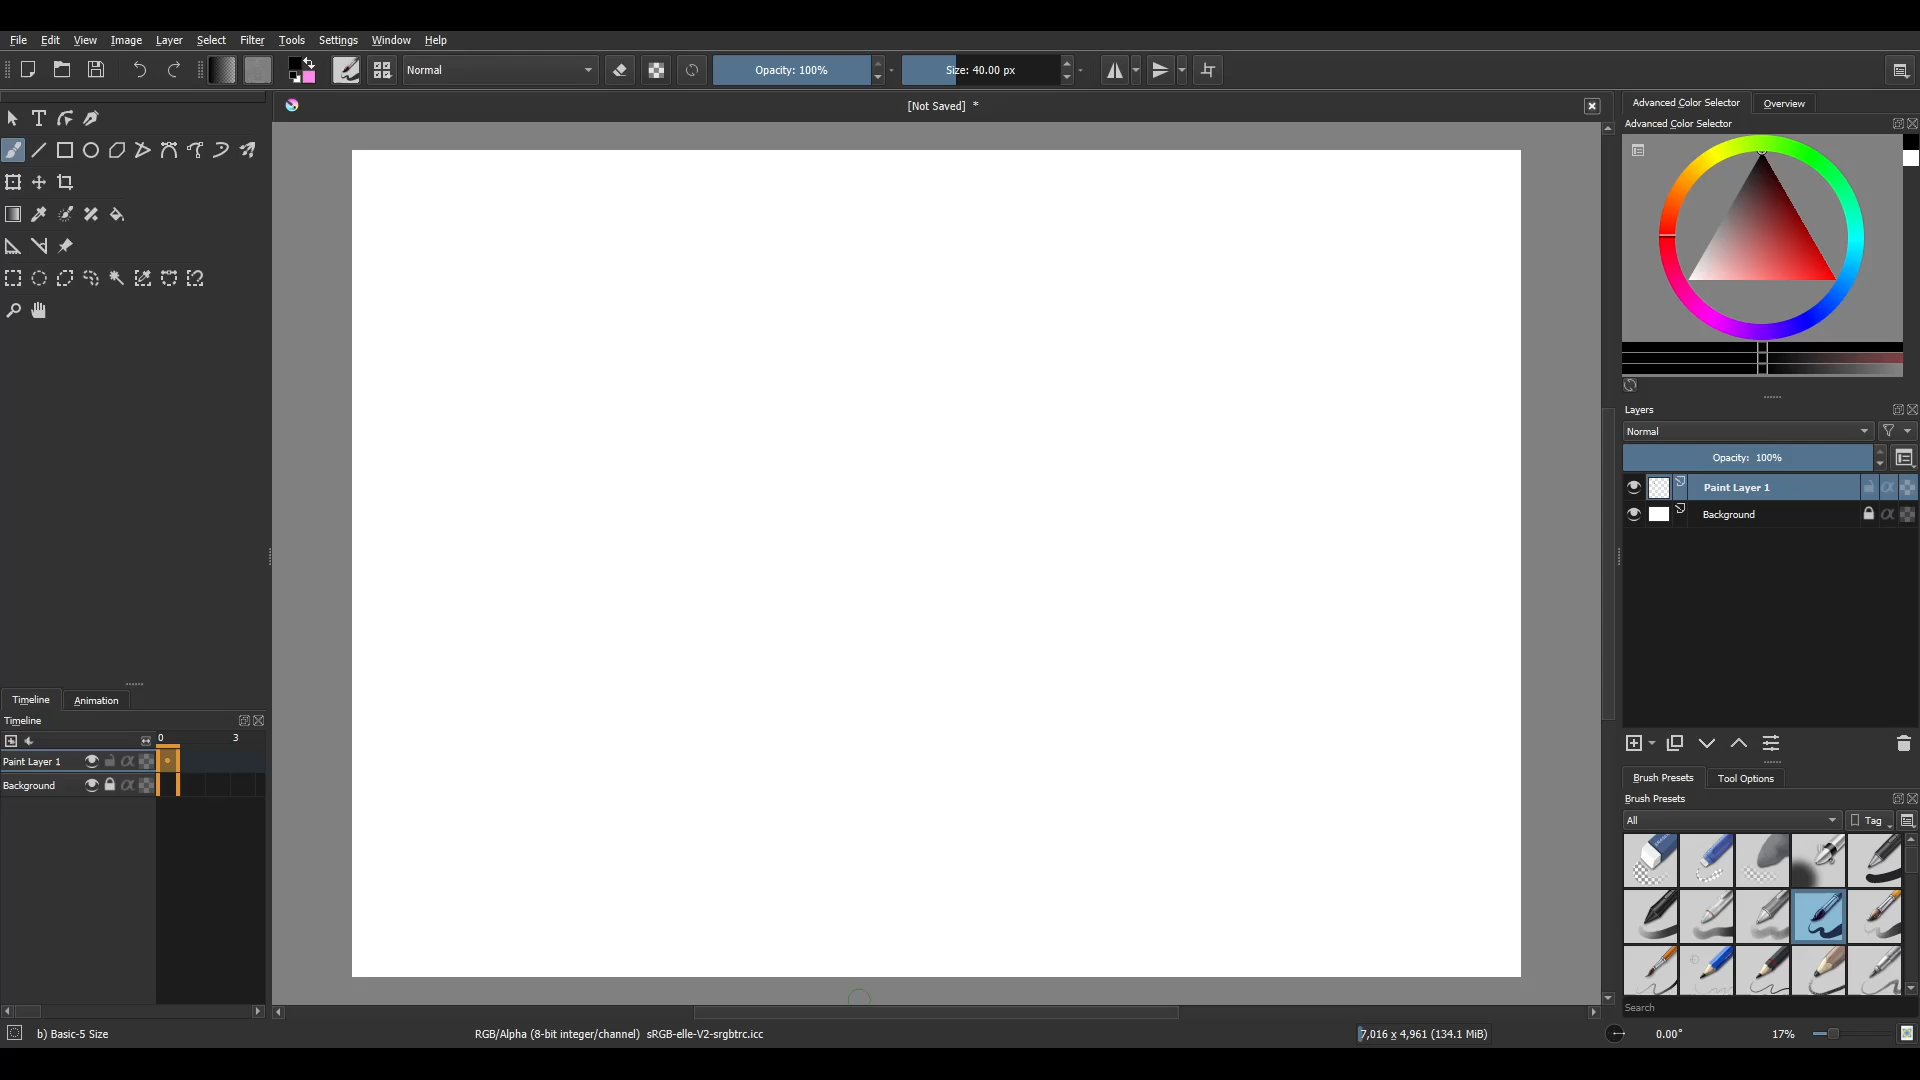 File Edit View Image Layer Select Filter Tools Settings Window Help
Normal Opacity: 100% Size: 40.00 px
[Not Saved] *
Advanced Color Selector Overview
Advanced Color Selector
Layers
Normal
Opacity: 100%
Paint Layer 1
Background
Timeline Animation
Timeline
0 3
Paint Layer 1
Background
Brush Presets Tool Options
Brush Presets
All Tag
Search
b) Basic-5 Size RGB/Alpha (8-bit integer/channel) sRGB-elle-V2-srgbtrc.icc 7,016 x 4,961 (134.1 MiB) 0.00° 17%